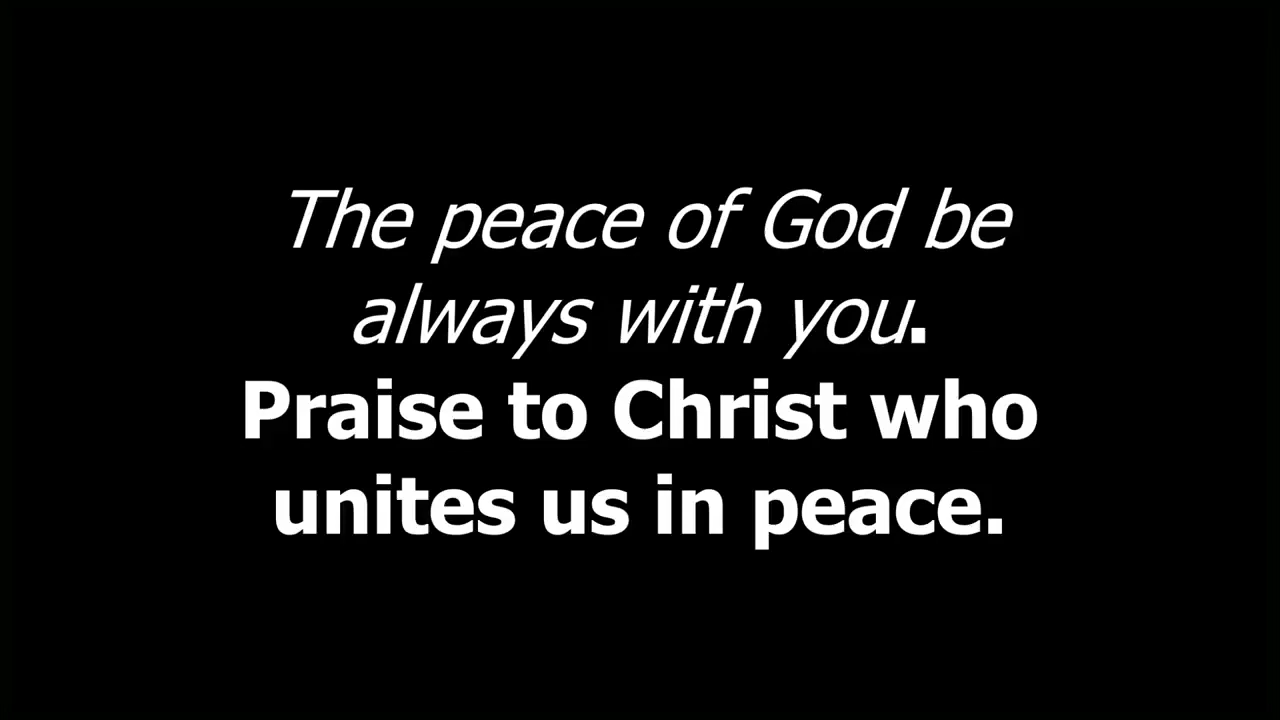 The peace of God be
always with you.
Praise to Christ who
unites us in peace.